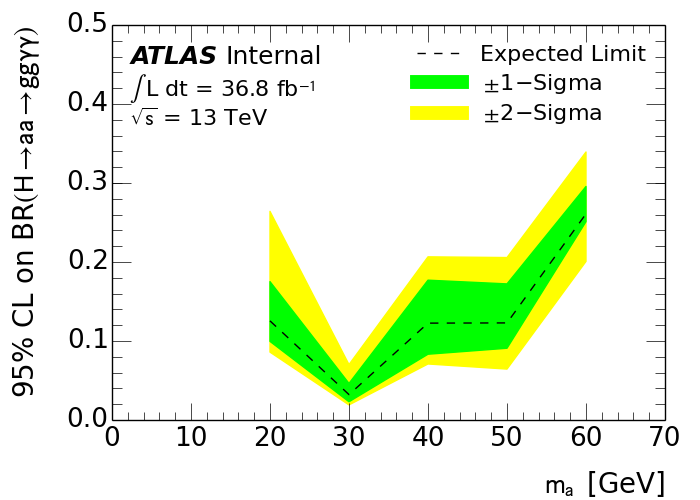 0.5
0.4
0.3
0.2
0.1
0.0
95% CL on BR(H→aa→ggγγ)
ATLAS Internal
∫L dt = 36.8 fb⁻¹
√s = 13 TeV
Expected Limit
±1−Sigma
±2−Sigma
0 10 20 30 40 50 60 70
mₐ [GeV]